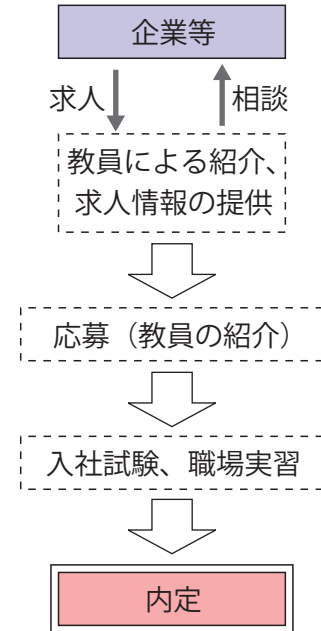 企業等
求人
相談
教員による紹介、
求人情報の提供
応募（教員の紹介）
入社試験、職場実習
内定